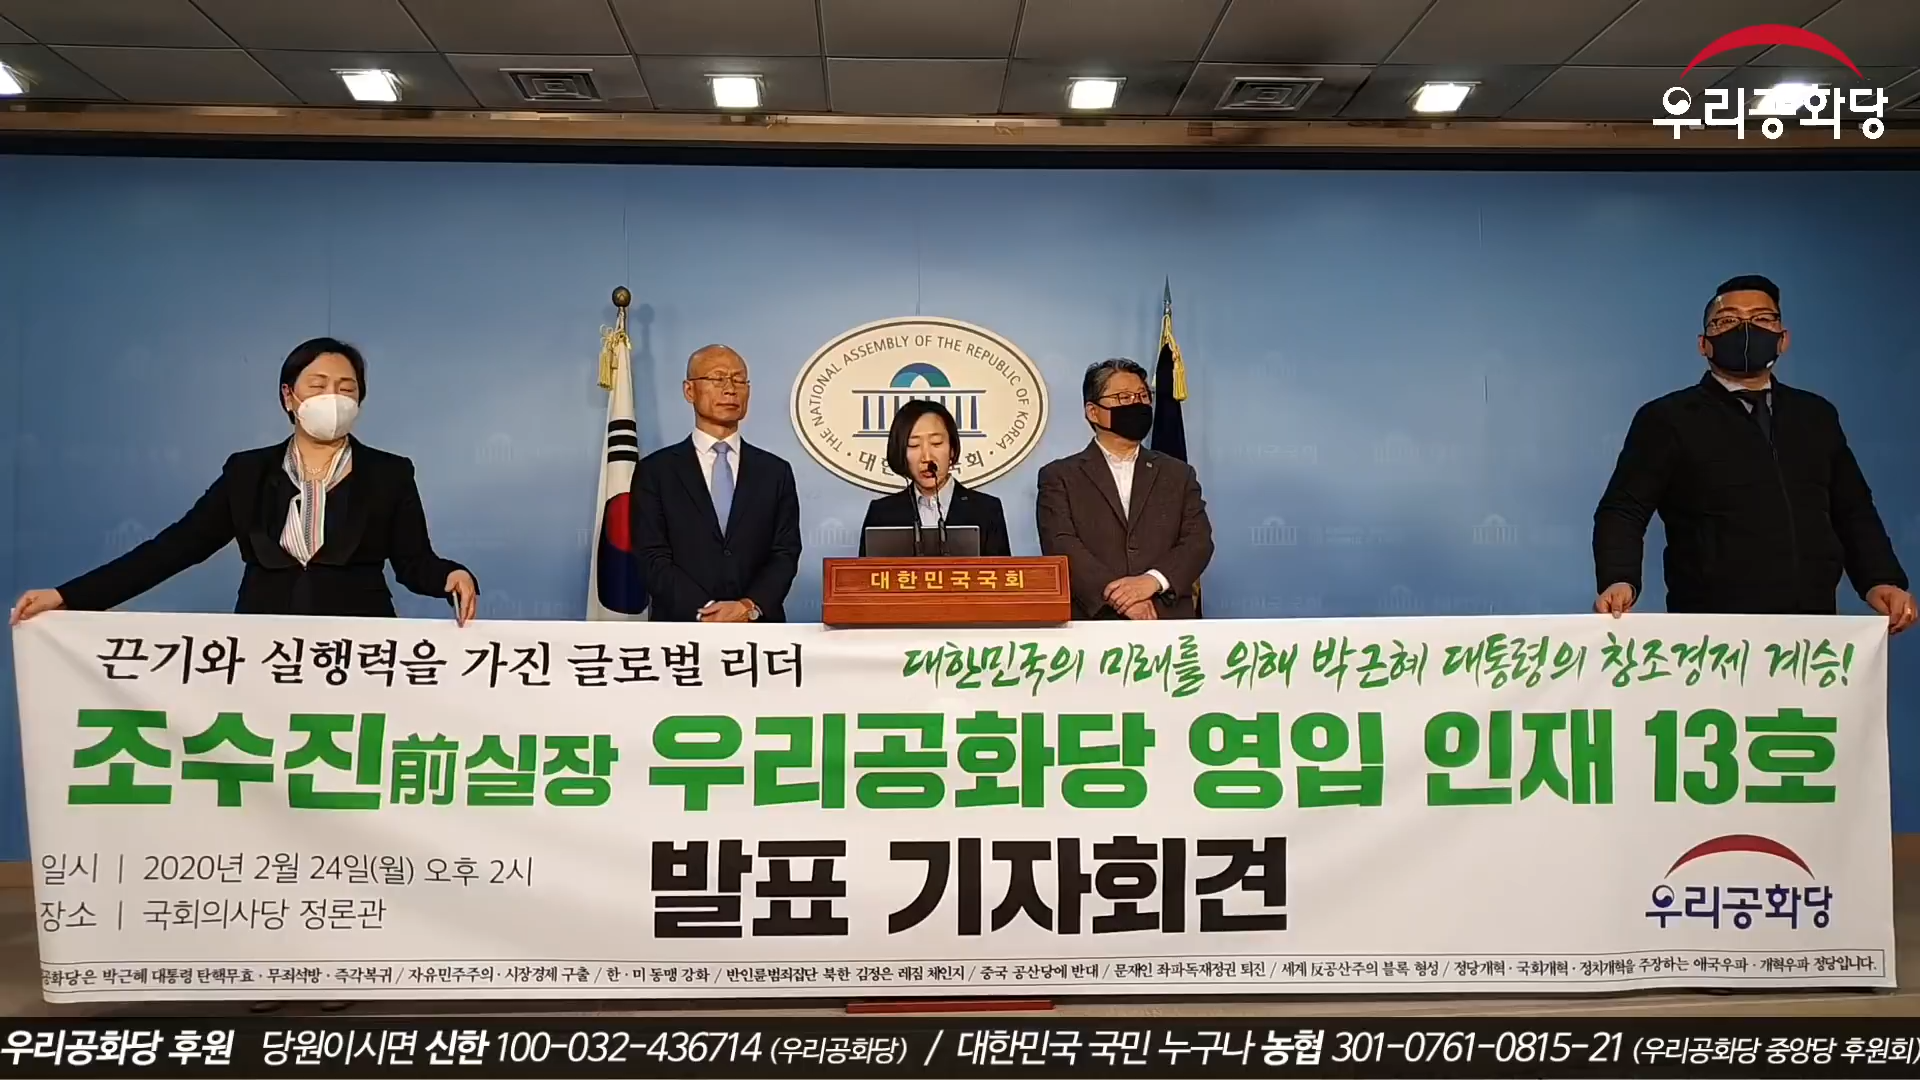 우리공화당
THE NATIONAL ASSEMBLY OF THE REPUBLIC OF KOREA
대한민국국회
끈기와 실행력을 가진 글로벌 리더
대한민국의 미래를 위해 박근혜 대통령의 창조경제 계승!
조수진前실장 우리공화당 영입 인재 13호
발표 기자회견
일시 | 2020년 2월 24일(월) 오후 2시
장소 | 국회의사당 정론관
우리공화당
공화당은 박근혜 대통령 탄핵무효·무죄석방·즉각복귀 / 자유민주주의·시장경제 구출 / 한·미 동맹 강화 / 반인륜범죄집단 북한 김정은 레짐 체인지 / 중국 공산당에 반대 / 문재인 좌파독재정권 퇴진 / 세계 反공산주의 블록 형성 / 정당개혁·국회개혁·정치개혁을 주장하는 애국우파·개혁우파 정당입니다.
우리공화당 후원 당원이시면 신한 100-032-436714 (우리공화당) / 대한민국 국민 누구나 농협 301-0761-0815-21 (우리공화당 중앙당 후원회)